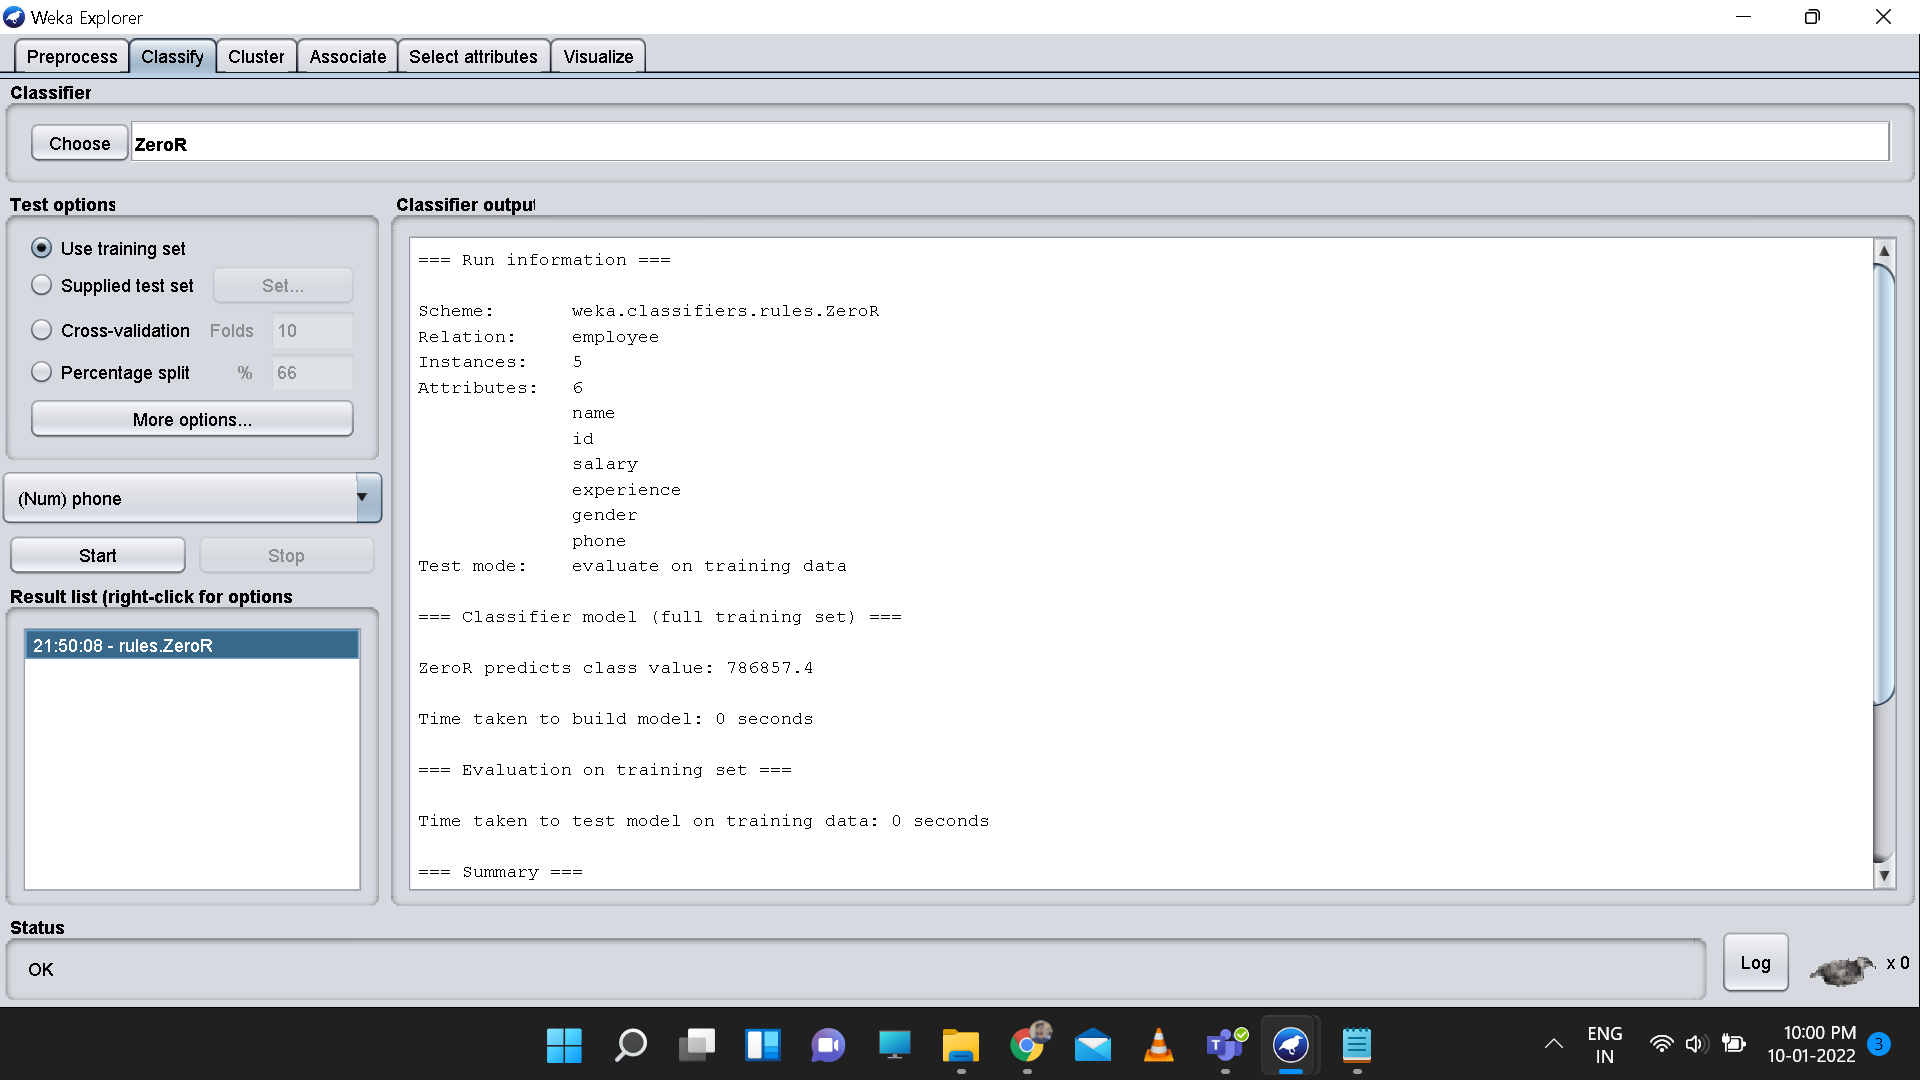 Weka Explorer
Preprocess Classify Cluster Associate Select attributes Visualize
Classifier
Choose ZeroR
Test options
Use training set
Supplied test set Set...
Cross-validation Folds 10
Percentage split % 66
More options...
(Num) phone
Start Stop
Result list (right-click for options
21:50:08 - rules.ZeroR
Classifier output
=== Run information ===
Scheme: weka.classifiers.rules.ZeroR
Relation: employee
Instances: 5
Attributes: 6
name
id
salary
experience
gender
phone
Test mode: evaluate on training data
=== Classifier model (full training set) ===
ZeroR predicts class value: 786857.4
Time taken to build model: 0 seconds
=== Evaluation on training set ===
Time taken to test model on training data: 0 seconds
=== Summary ===
Status
OK
Log x 0
ENG
IN
10:00 PM
10-01-2022
3